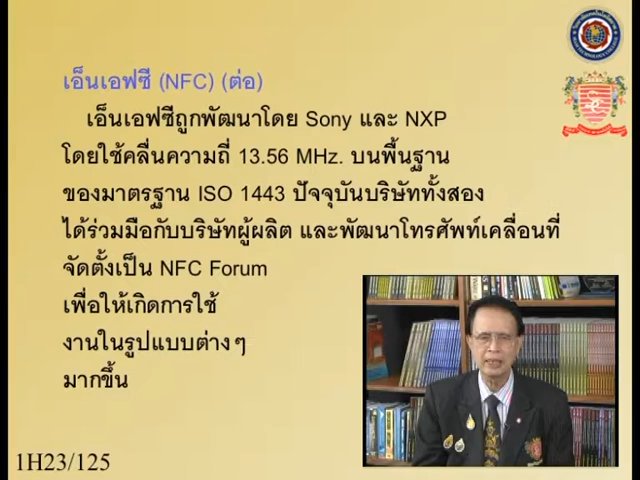 เอ็นเอฟซี (NFC) (ต่อ)
เอ็นเอฟซีถูกพัฒนาโดย Sony และ NXP
โดยใช้คลื่นความถี่ 13.56 MHz. บนพื้นฐาน
ของมาตรฐาน ISO 1443 ปัจจุบันบริษัททั้งสอง
ได้ร่วมมือกับบริษัทผู้ผลิต และพัฒนาโทรศัพท์เคลื่อนที่
จัดตั้งเป็น NFC Forum
เพื่อให้เกิดการใช้
งานในรูปแบบต่างๆ
มากขึ้น
1H23/125